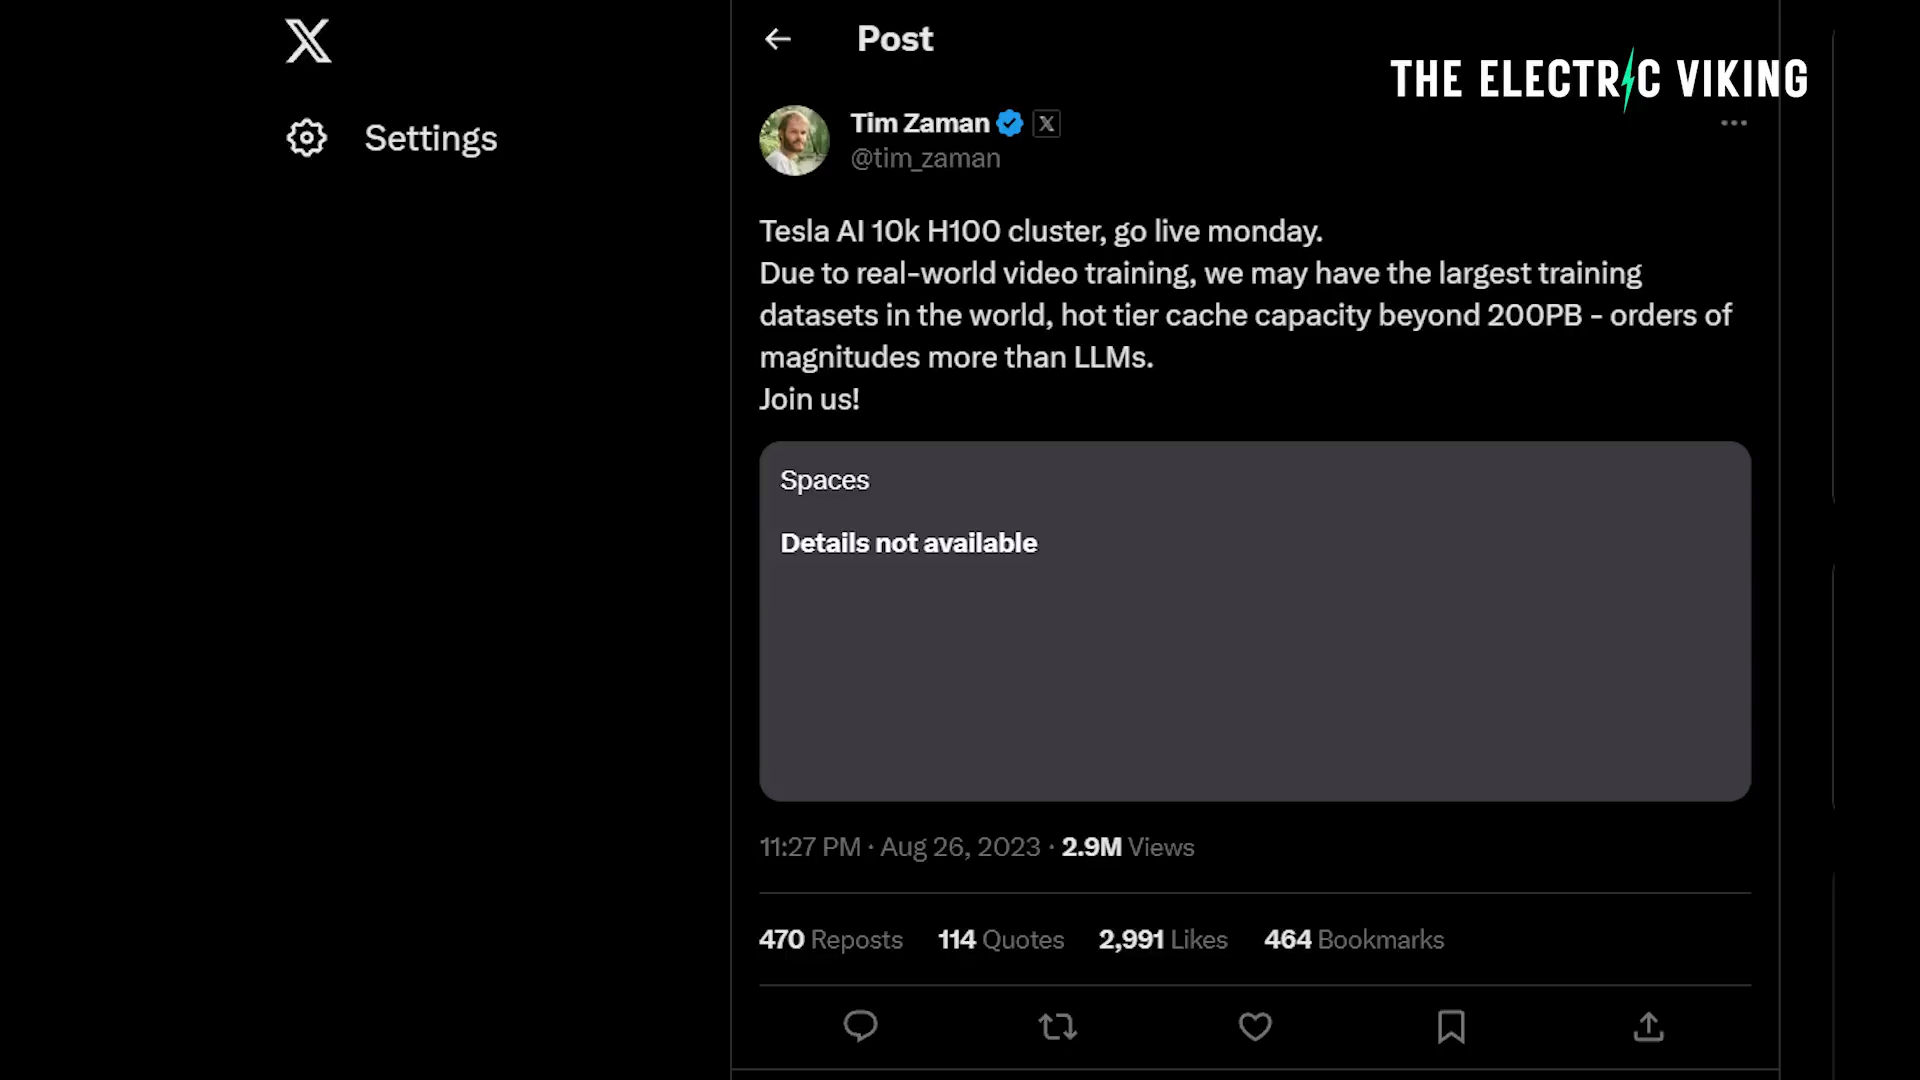 Post
THE ELECTRIC VIKING
Settings
Tim Zaman
@tim_zaman
Tesla AI 10k H100 cluster, go live monday.
Due to real-world video training, we may have the largest training
datasets in the world, hot tier cache capacity beyond 200PB - orders of
magnitudes more than LLMs.
Join us!
Spaces
Details not available
11:27 PM · Aug 26, 2023 · 2.9M Views
470 Reposts 114 Quotes 2,991 Likes 464 Bookmarks